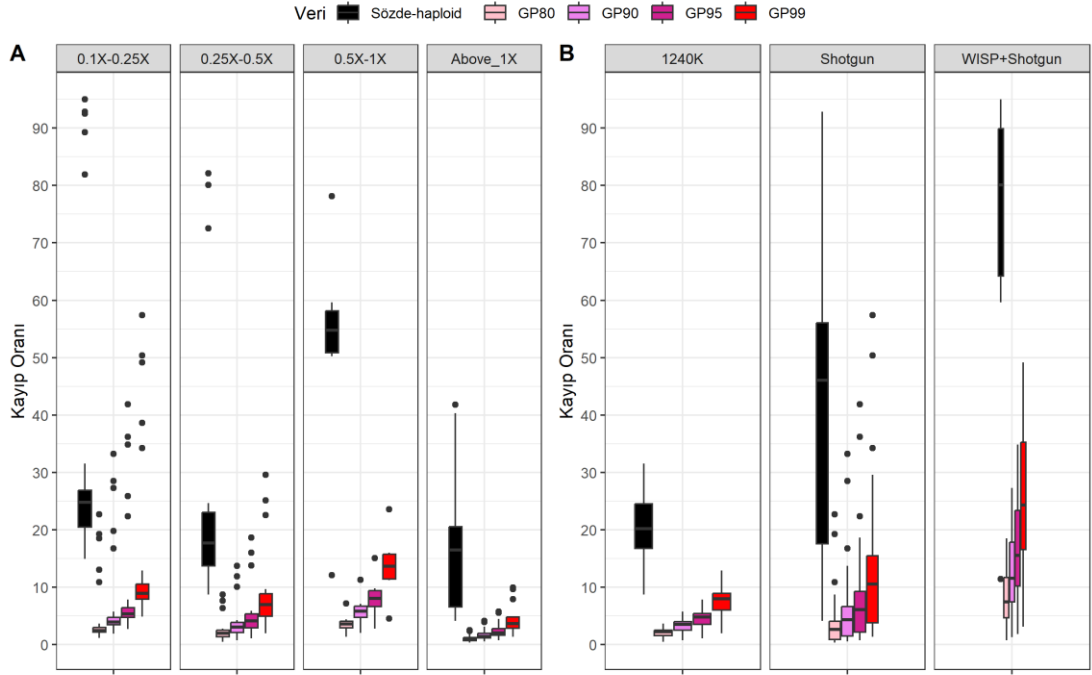 Veri Sözde-haploid GP80 GP90 GP95 GP99
A
0.1X-0.25X 0.25X-0.5X 0.5X-1X Above_1X
Kayıp Oranı
90
80
70
60
50
40
30
20
10
0
B
1240K Shotgun WISP+Shotgun
Kayıp Oranı
90
80
70
60
50
40
30
20
10
0